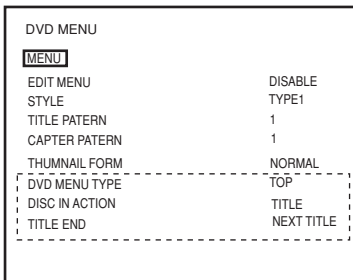 DVD MENU
MENU
EDIT MENU DISABLE
STYLE TYPE1
TITLE PATERN 1
CAPTER PATERN 1
THUMNAIL FORM NORMAL
DVD MENU TYPE TOP
DISC IN ACTION TITLE
TITLE END NEXT TITLE